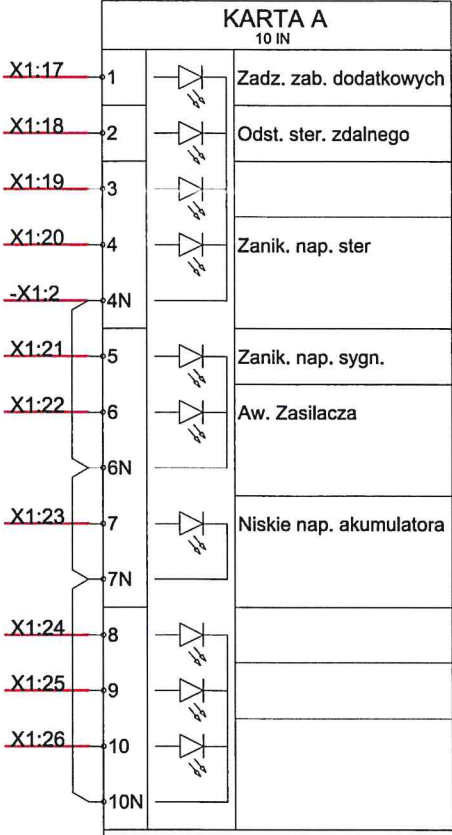 KARTA A
10 IN
X1:17 1 Zadz. zab. dodatkowych
X1:18 2 Odst. ster. zdalnego
X1:19 3
X1:20 4 Zanik. nap. ster
-X1:2 4N
X1:21 5 Zanik. nap. sygn.
X1:22 6 Aw. Zasilacza
6N
X1:23 7 Niskie nap. akumulatora
7N
X1:24 8
X1:25 9
X1:26 10
10N